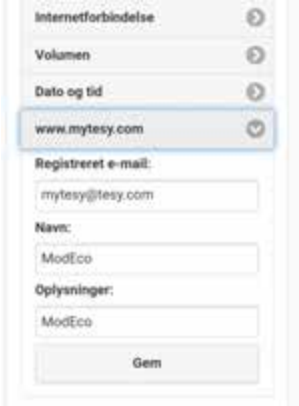 Internetforbindelse
Volumen
Dato og tid
www.mytesy.com
Registreret e-mail:
mytesy@tesy.com
Navn:
ModEco
Oplysninger:
ModEco
Gem